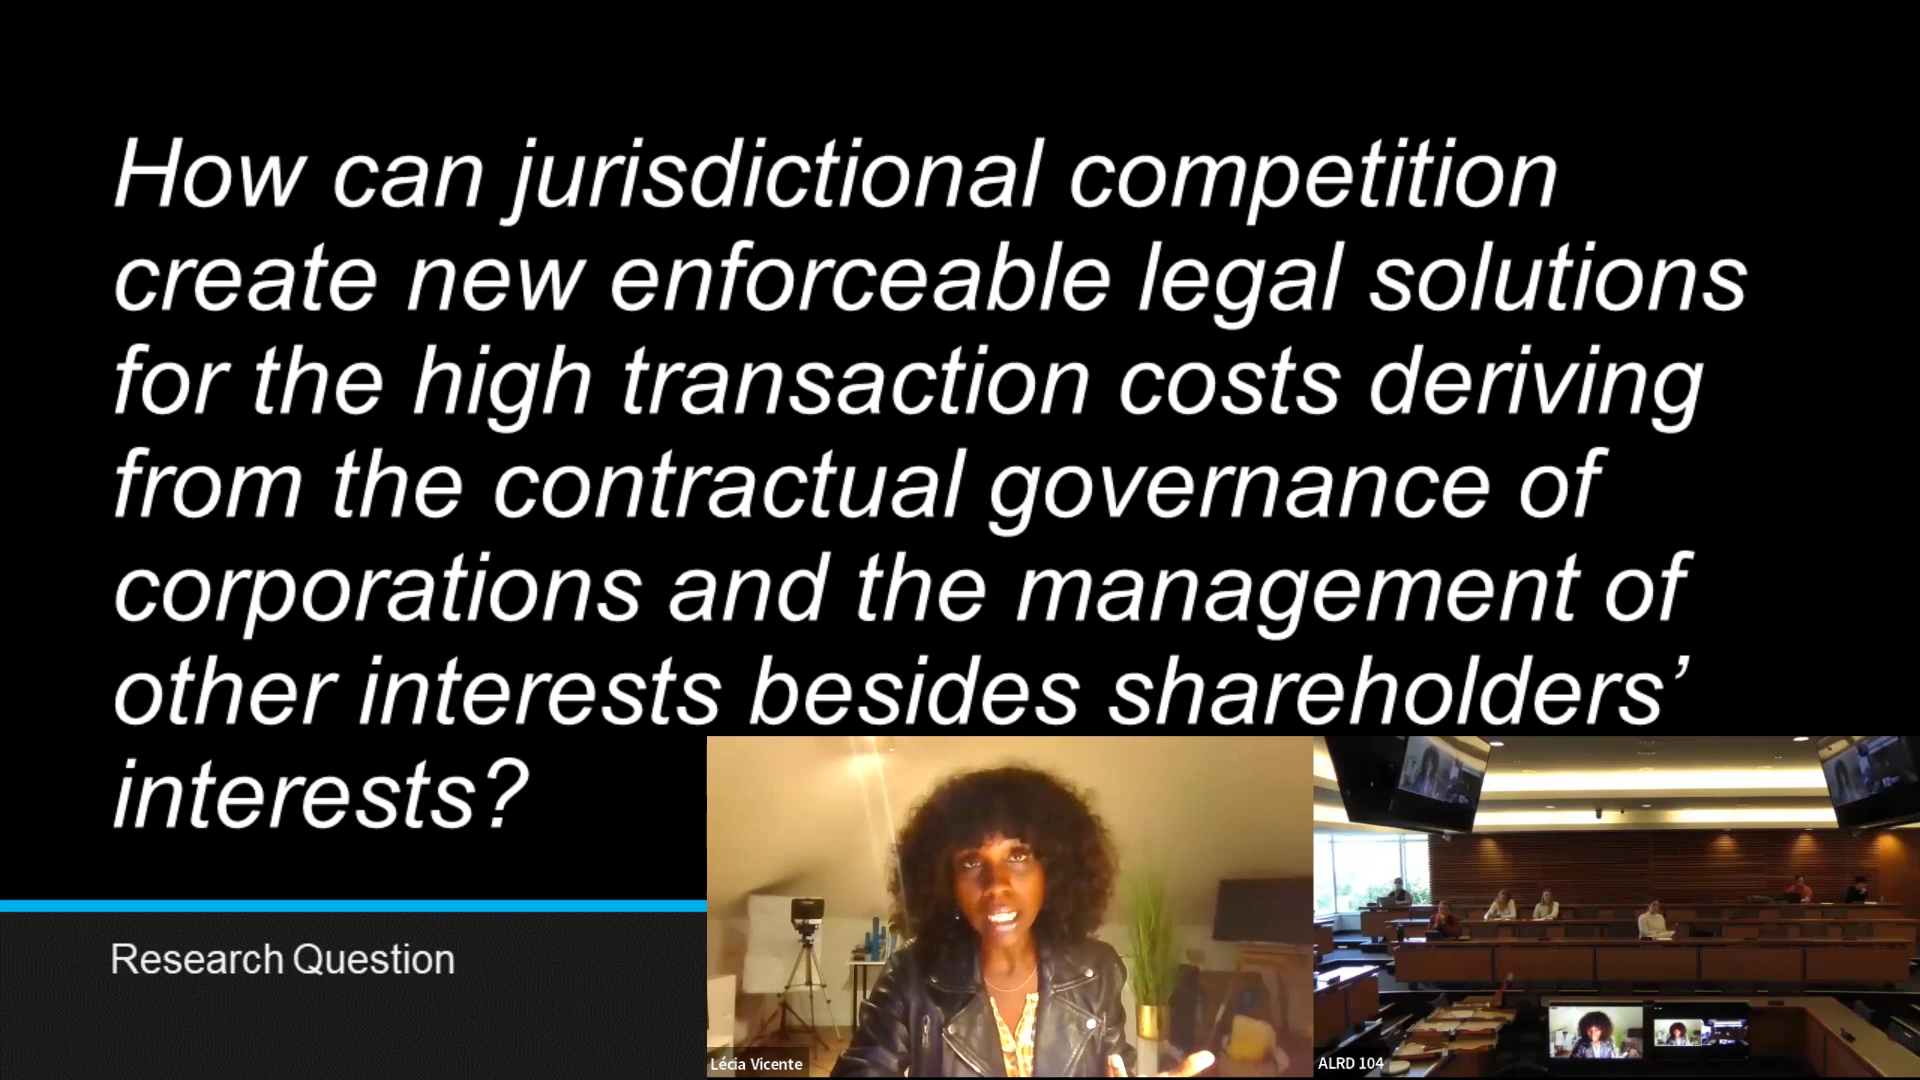 How can jurisdictional competition
create new enforceable legal solutions
for the high transaction costs deriving
from the contractual governance of
corporations and the management of
other interests besides shareholders’
interests?
Research Question
Lécia Vicente
ALRD 104